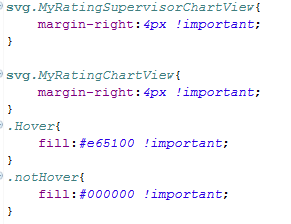 svg.MyRatingSupervisorChartView{
margin-right:4px !important;
}
svg.MyRatingChartView{
margin-right:4px !important;
}
.Hover{
fill:#e65100 !important;
}
.notHover{
fill:#000000 !important;
}